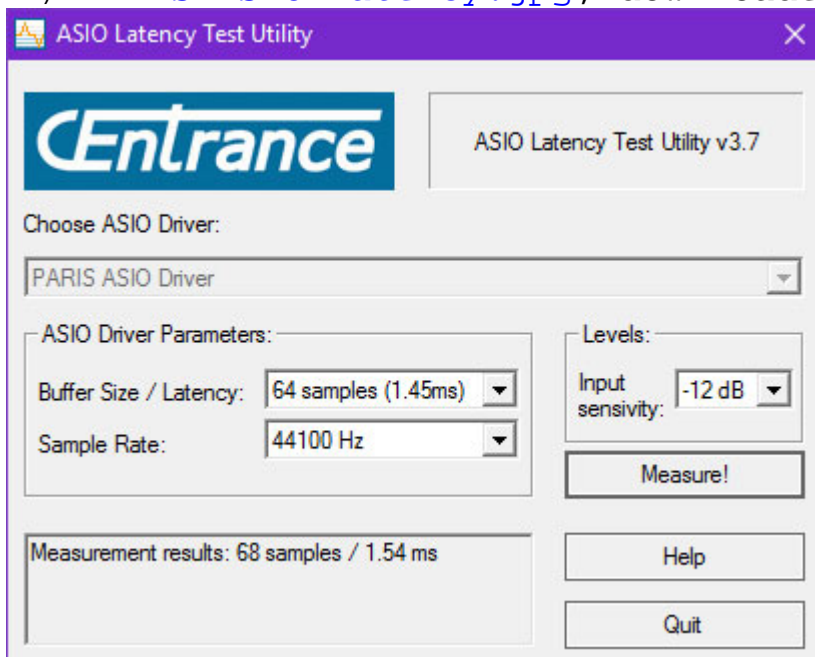 ASIO Latency Test Utility
CEntrance
ASIO Latency Test Utility v3.7
Choose ASIO Driver:
PARIS ASIO Driver
ASIO Driver Parameters:
Buffer Size / Latency: 64 samples (1.45ms)
Sample Rate: 44100 Hz
Levels:
Input
sensivity: -12 dB
Measure!
Measurement results: 68 samples / 1.54 ms
Help
Quit